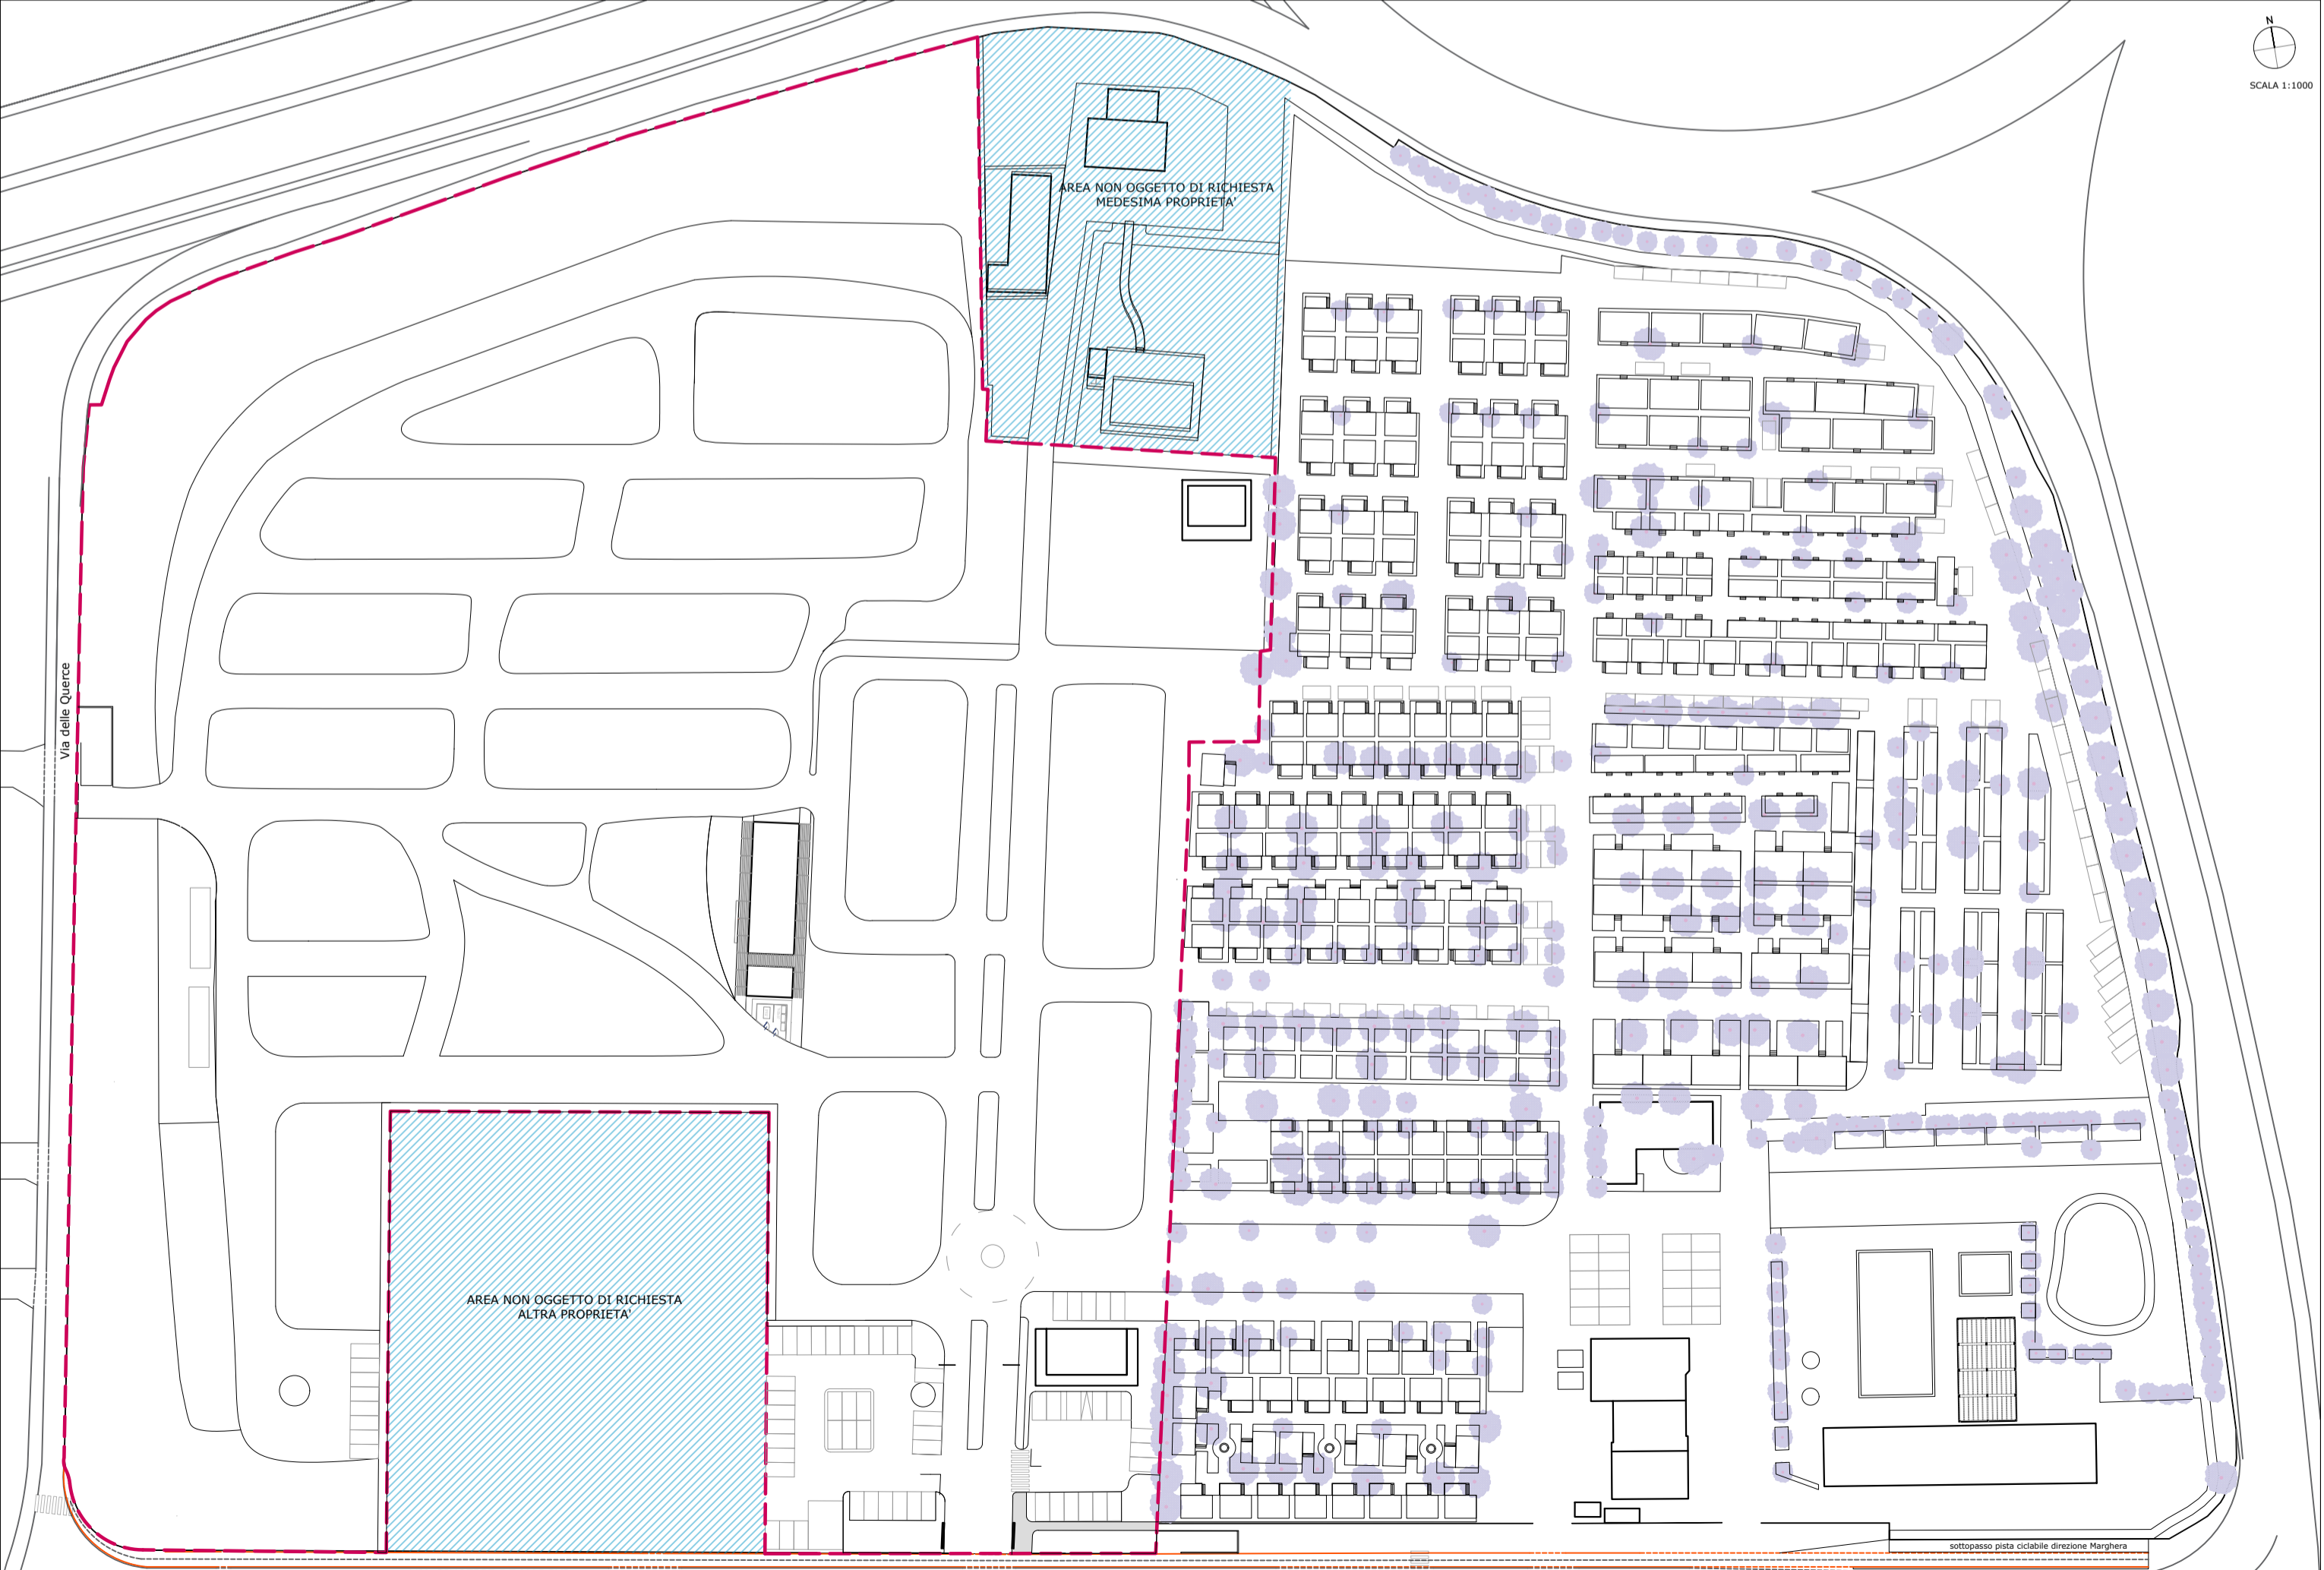 N
SCALA 1:1000
AREA NON OGGETTO DI RICHIESTA
MEDESIMA PROPRIETA'
Via delle Querce
AREA NON OGGETTO DI RICHIESTA
ALTRA PROPRIETA'
sottopasso pista ciclabile direzione Marghera